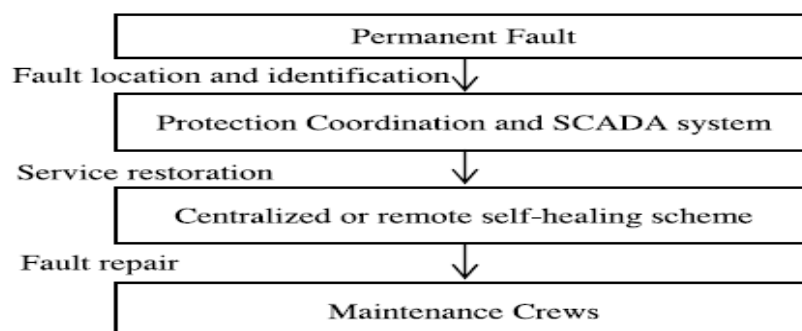 Permanent Fault
Fault location and identification
Protection Coordination and SCADA system
Service restoration
Centralized or remote self-healing scheme
Fault repair
Maintenance Crews